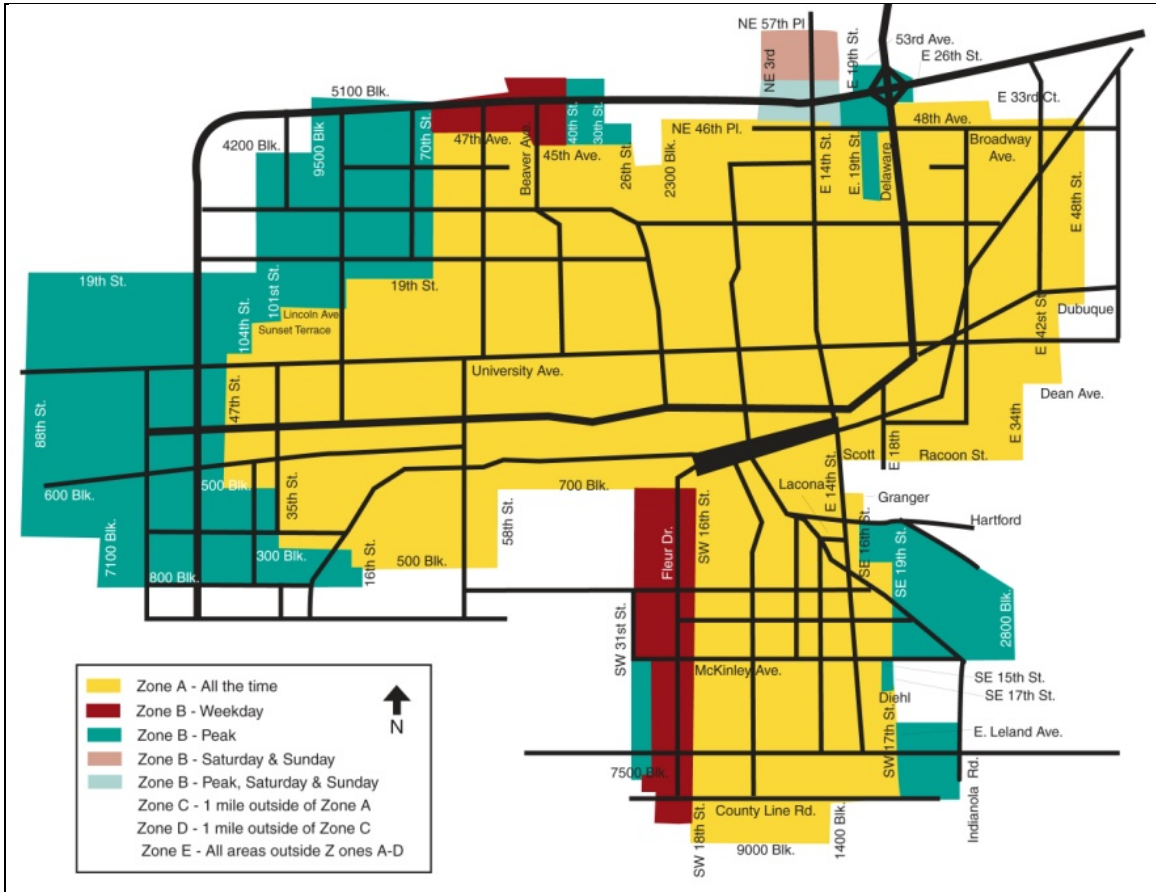 NE 57th Pl
53rd Ave.
E 26th St.
E 19th St.
NE 3rd
5100 Blk.
E 33rd Ct.
9500 Blk
70th St.
40th St.
30th St.
NE 46th Pl.
48th Ave.
4200 Blk.
47th Ave.
Beaver Ave.
45th Ave.
26th St.
2300 Blk.
E 14th St.
E. 19th St.
Delaware
Broadway
Ave.
E 48th St.
19th St.
101st St.
19th St.
Lincoln Ave
Sunset Terrace
104th St.
E 42st St.
Dubuque
University Ave.
47th St.
88th St.
Dean Ave.
E 34th
E 18th
Scott
Racoon St.
600 Blk.
500 Blk.
35th St.
700 Blk.
58th St.
Lacona
E 14th St.
Granger
Hartford
7100 Blk.
300 Blk.
800 Blk.
16th St.
500 Blk.
Fleur Dr.
SW 16th St.
SE 16th St.
SE 19th St.
2800 Blk.
SW 31st St.
McKinley Ave.
SE 15th St.
SE 17th St.
Diehl
SW 17th St.
E. Leland Ave.
7500 Blk.
Indianola Rd.
County Line Rd.
SW 18th St.
9000 Blk.
1400 Blk.
Zone A - All the time
Zone B - Weekday
Zone B - Peak
Zone B - Saturday & Sunday
Zone B - Peak, Saturday & Sunday
Zone C - 1 mile outside of Zone A
Zone D - 1 mile outside of Zone C
Zone E - All areas outside Z ones A-D
N